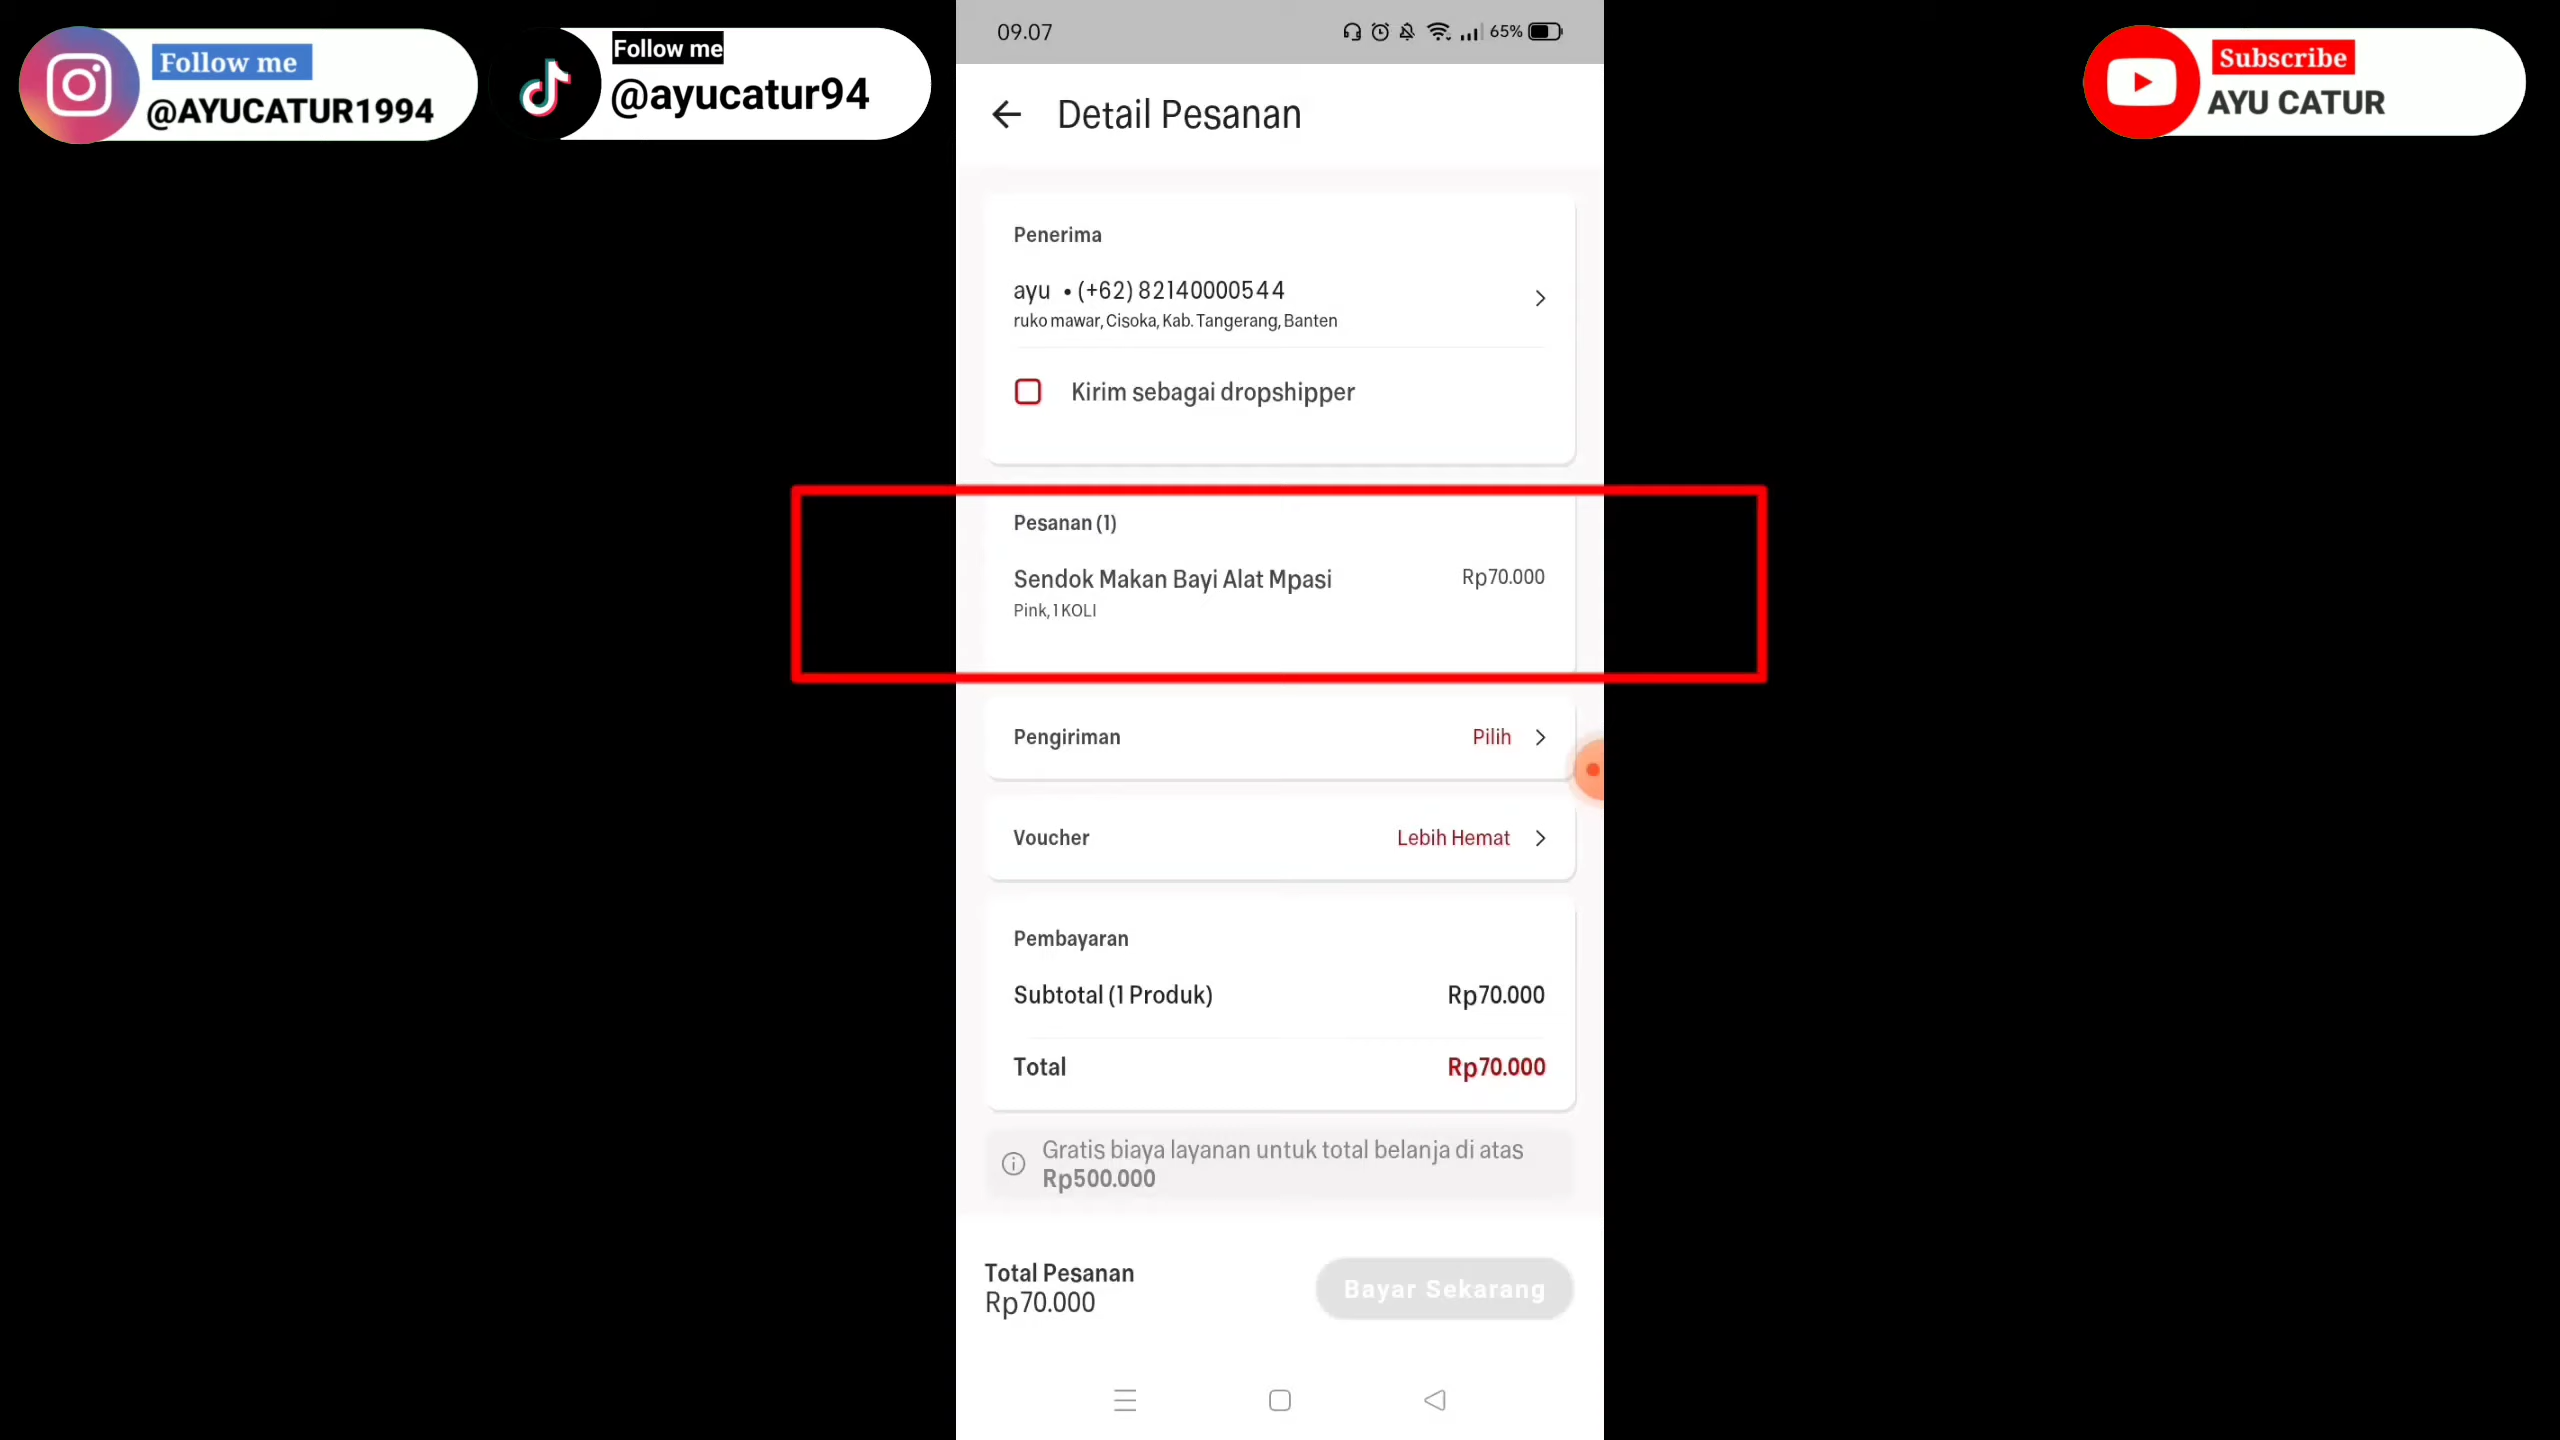 Follow me
@AYUCATUR1994
Follow me
@ayucatur94
Subscribe
AYU CATUR
09.07
65%
Detail Pesanan
Penerima
ayu • (+62) 82140000544
ruko mawar, Cisoka, Kab. Tangerang, Banten
Kirim sebagai dropshipper
Pesanan (1)
Sendok Makan Bayi Alat Mpasi Rp70.000
Pink, 1 KOLI
Pengiriman Pilih
Voucher Lebih Hemat
Pembayaran
Subtotal (1 Produk) Rp70.000
Total Rp70.000
Gratis biaya layanan untuk total belanja di atas
Rp500.000
Total Pesanan
Rp70.000
Bayar Sekarang